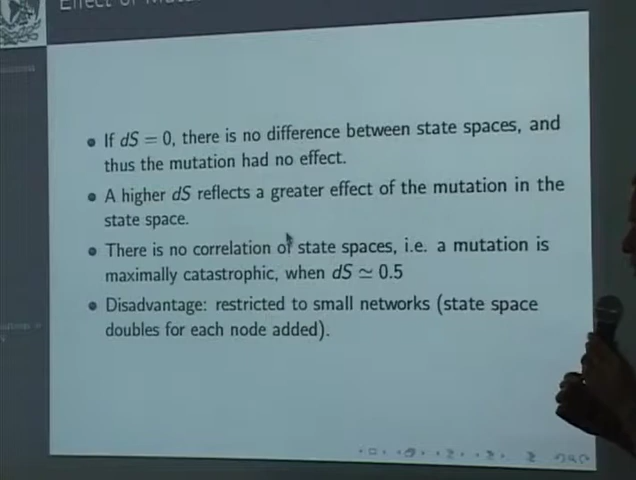 Effect of
If dS = 0, there is no difference between state spaces, and
thus the mutation had no effect.
A higher dS reflects a greater effect of the mutation in the
state space.
There is no correlation of state spaces, i.e. a mutation is
maximally catastrophic, when dS ≃ 0.5
Disadvantage: restricted to small networks (state space
doubles for each node added).